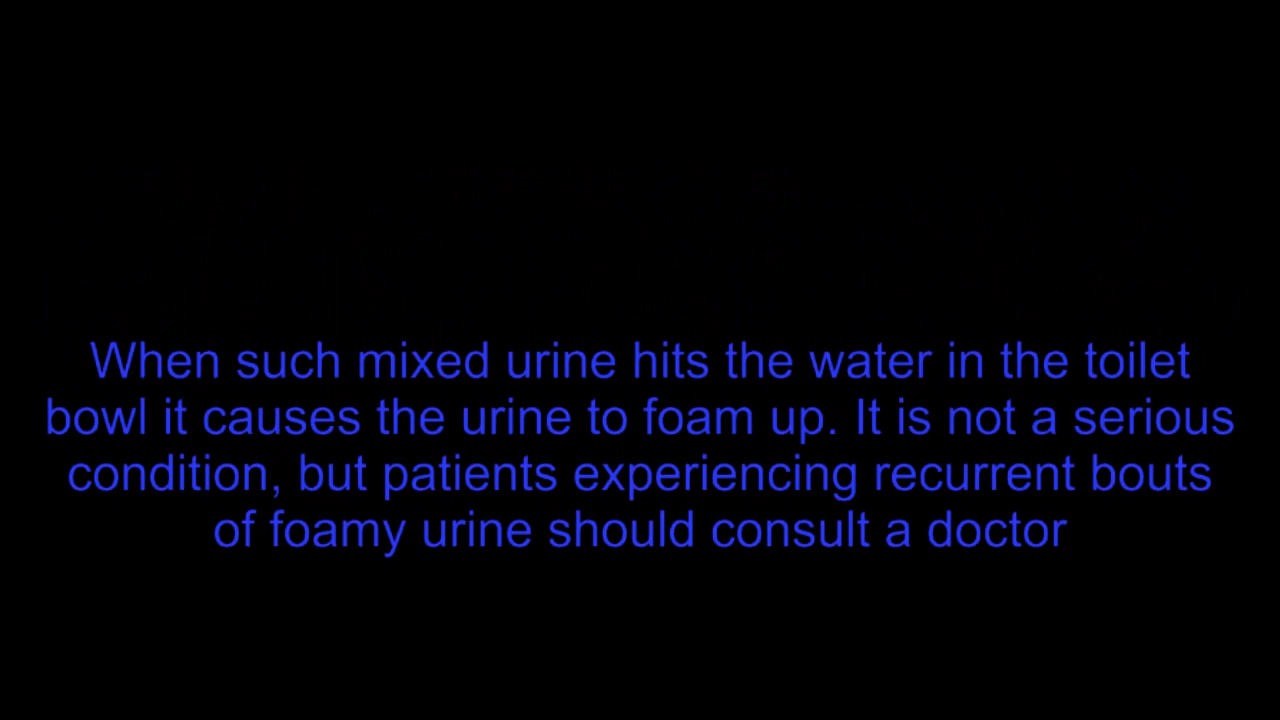 When such mixed urine hits the water in the toilet
bowl it causes the urine to foam up. It is not a serious
condition, but patients experiencing recurrent bouts
of foamy urine should consult a doctor